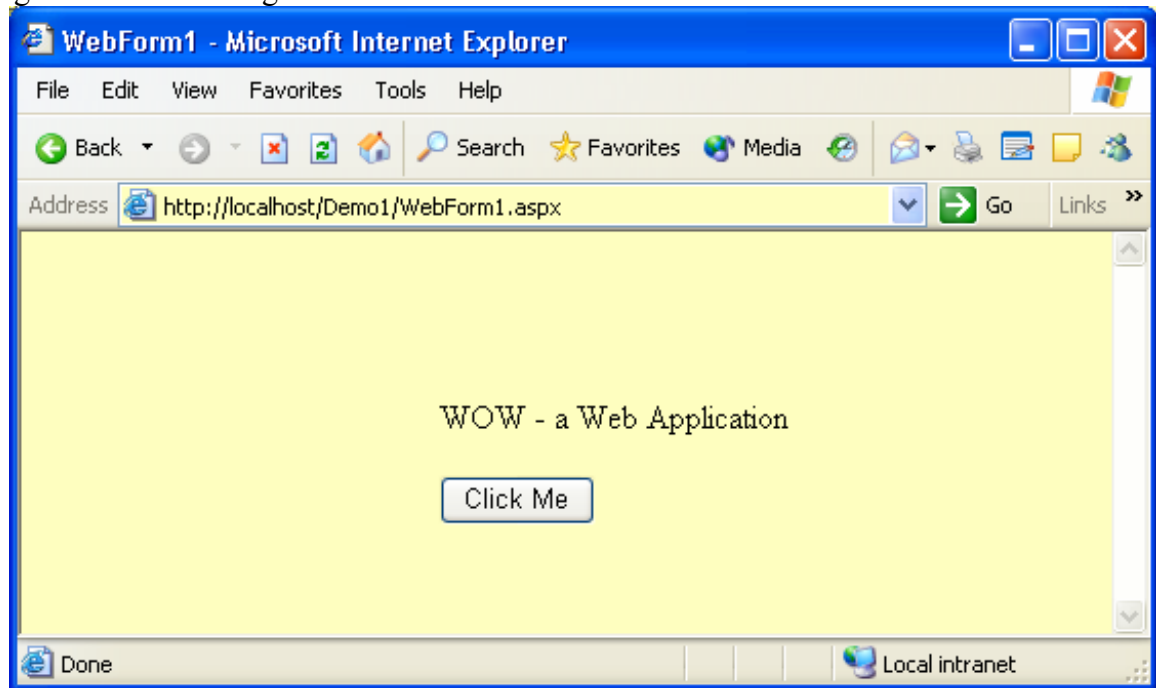 WebForm1 - Microsoft Internet Explorer
File Edit View Favorites Tools Help
Back Search Favorites Media
Address http://localhost/Demo1/WebForm1.aspx Go Links »
WOW - a Web Application
Click Me
Done Local intranet